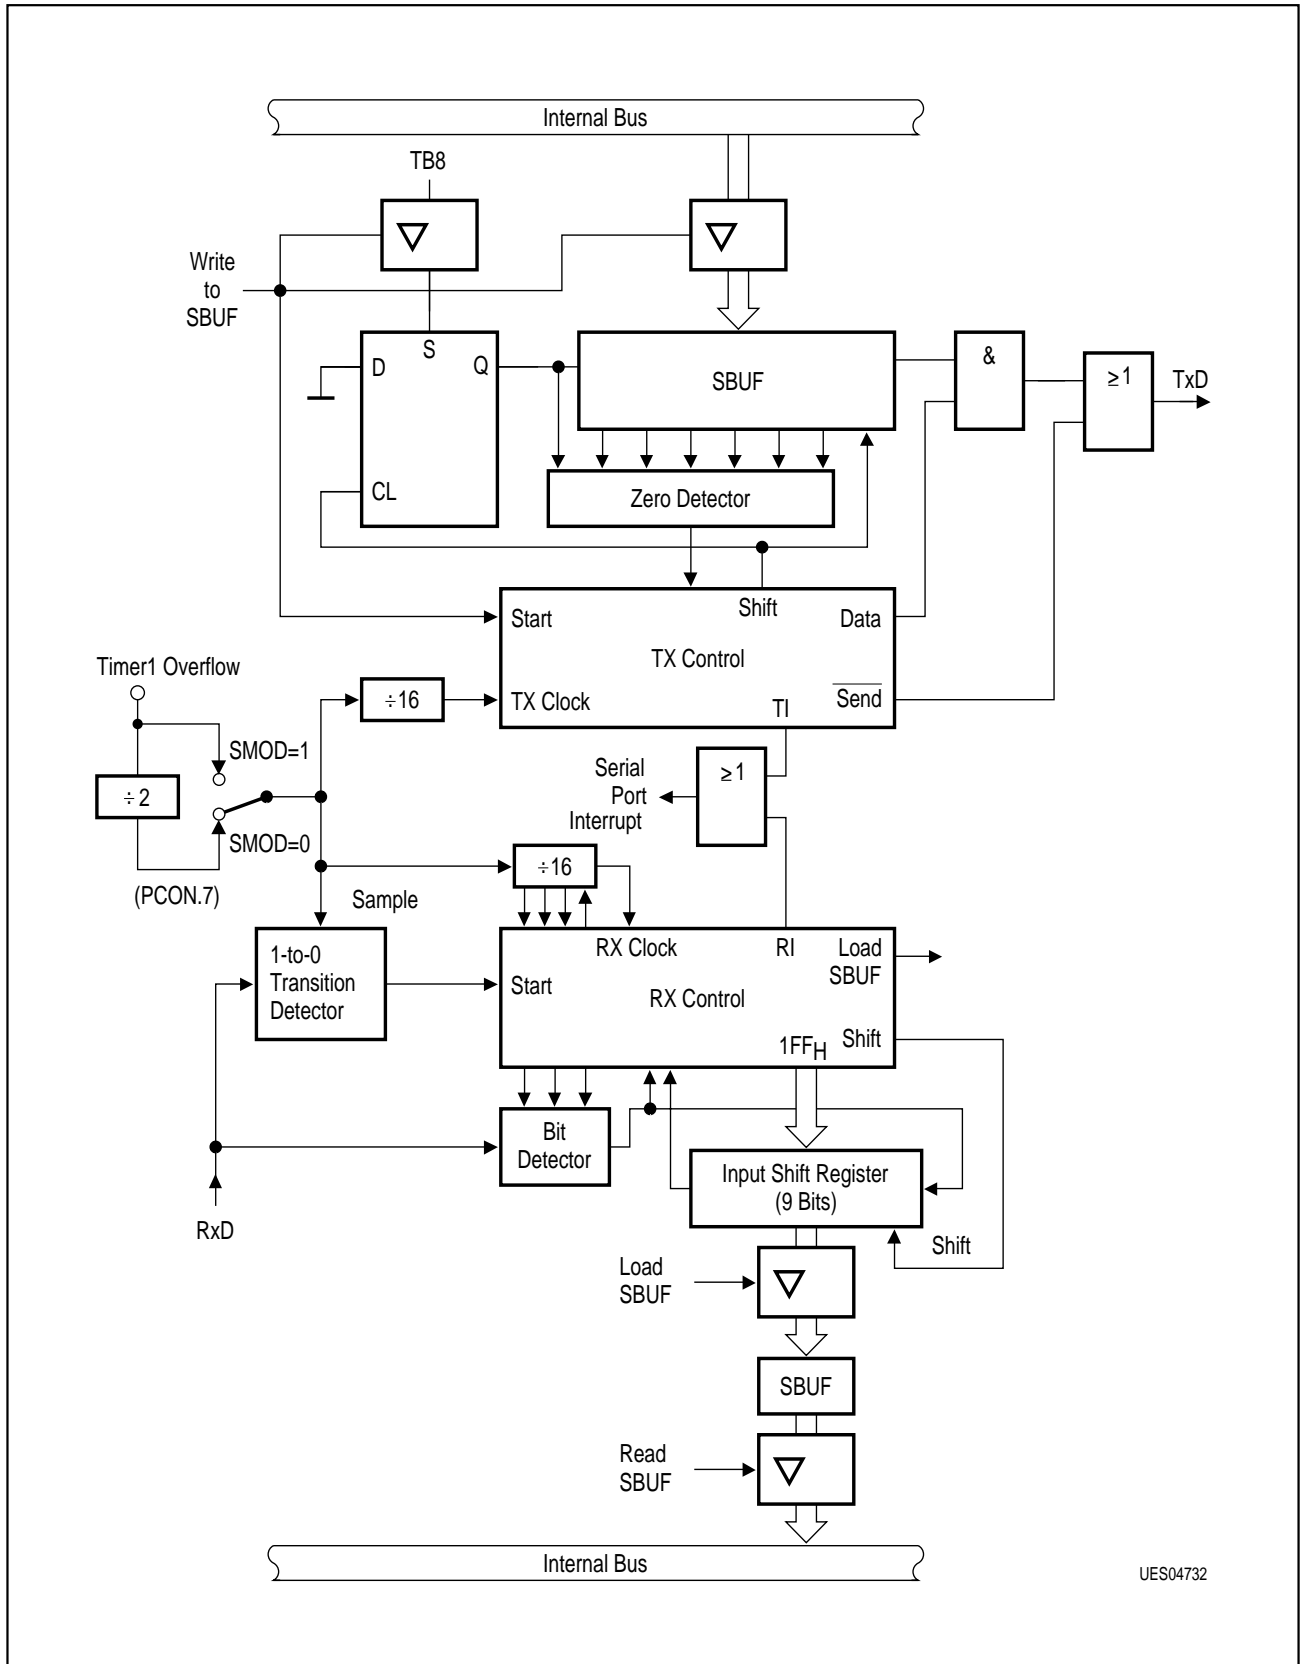 Internal Bus
TB8
Write
to
SBUF
D
S
Q
CL
SBUF
&
≥1
TxD
Zero Detector
Start
Shift
Data
TX Control
TX Clock
Send
TI
Timer1 Overflow
÷16
SMOD=1
÷2
SMOD=0
(PCON.7)
Serial
Port
Interrupt
≥1
÷16
Sample
1-to-0
Transition
Detector
RX Clock
RI
Load
SBUF
Start
RX Control
1FFH
Shift
Bit
Detector
Input Shift Register
(9 Bits)
RxD
Shift
Load
SBUF
SBUF
Read
SBUF
Internal Bus
UES04732